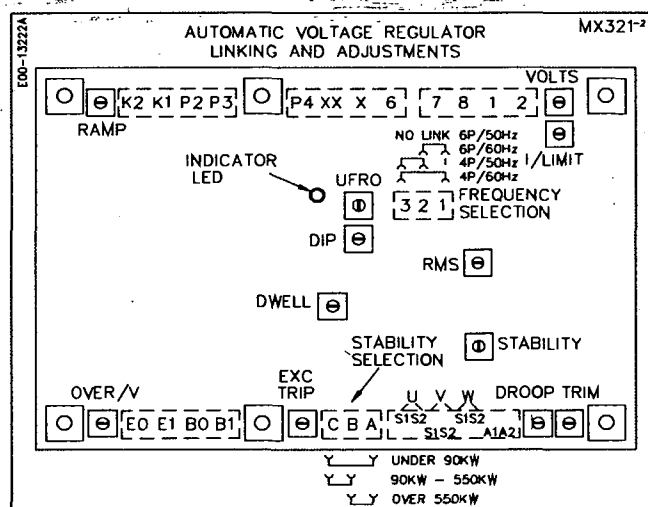 E00-13222A
AUTOMATIC VOLTAGE REGULATOR
LINKING AND ADJUSTMENTS
MX321-2
VOLTS
K2 K1 P2 P3
P4 XX X 6
7 8 1 2
RAMP
NO LINK 6P/50Hz
6P/60Hz
4P/50Hz
4P/60Hz
I/LIMIT
INDICATOR
LED
UFRO
3 2 1
FREQUENCY
SELECTION
DIP
RMS
DWELL
STABILITY
SELECTION
STABILITY
OVER/V
EXC
TRIP
U V W
DROOP TRIM
E0 E1 B0 B1
C B A
S1S2 S1S2
S1S2 A1A2
UNDER 90KW
90KW - 550KW
OVER 550KW